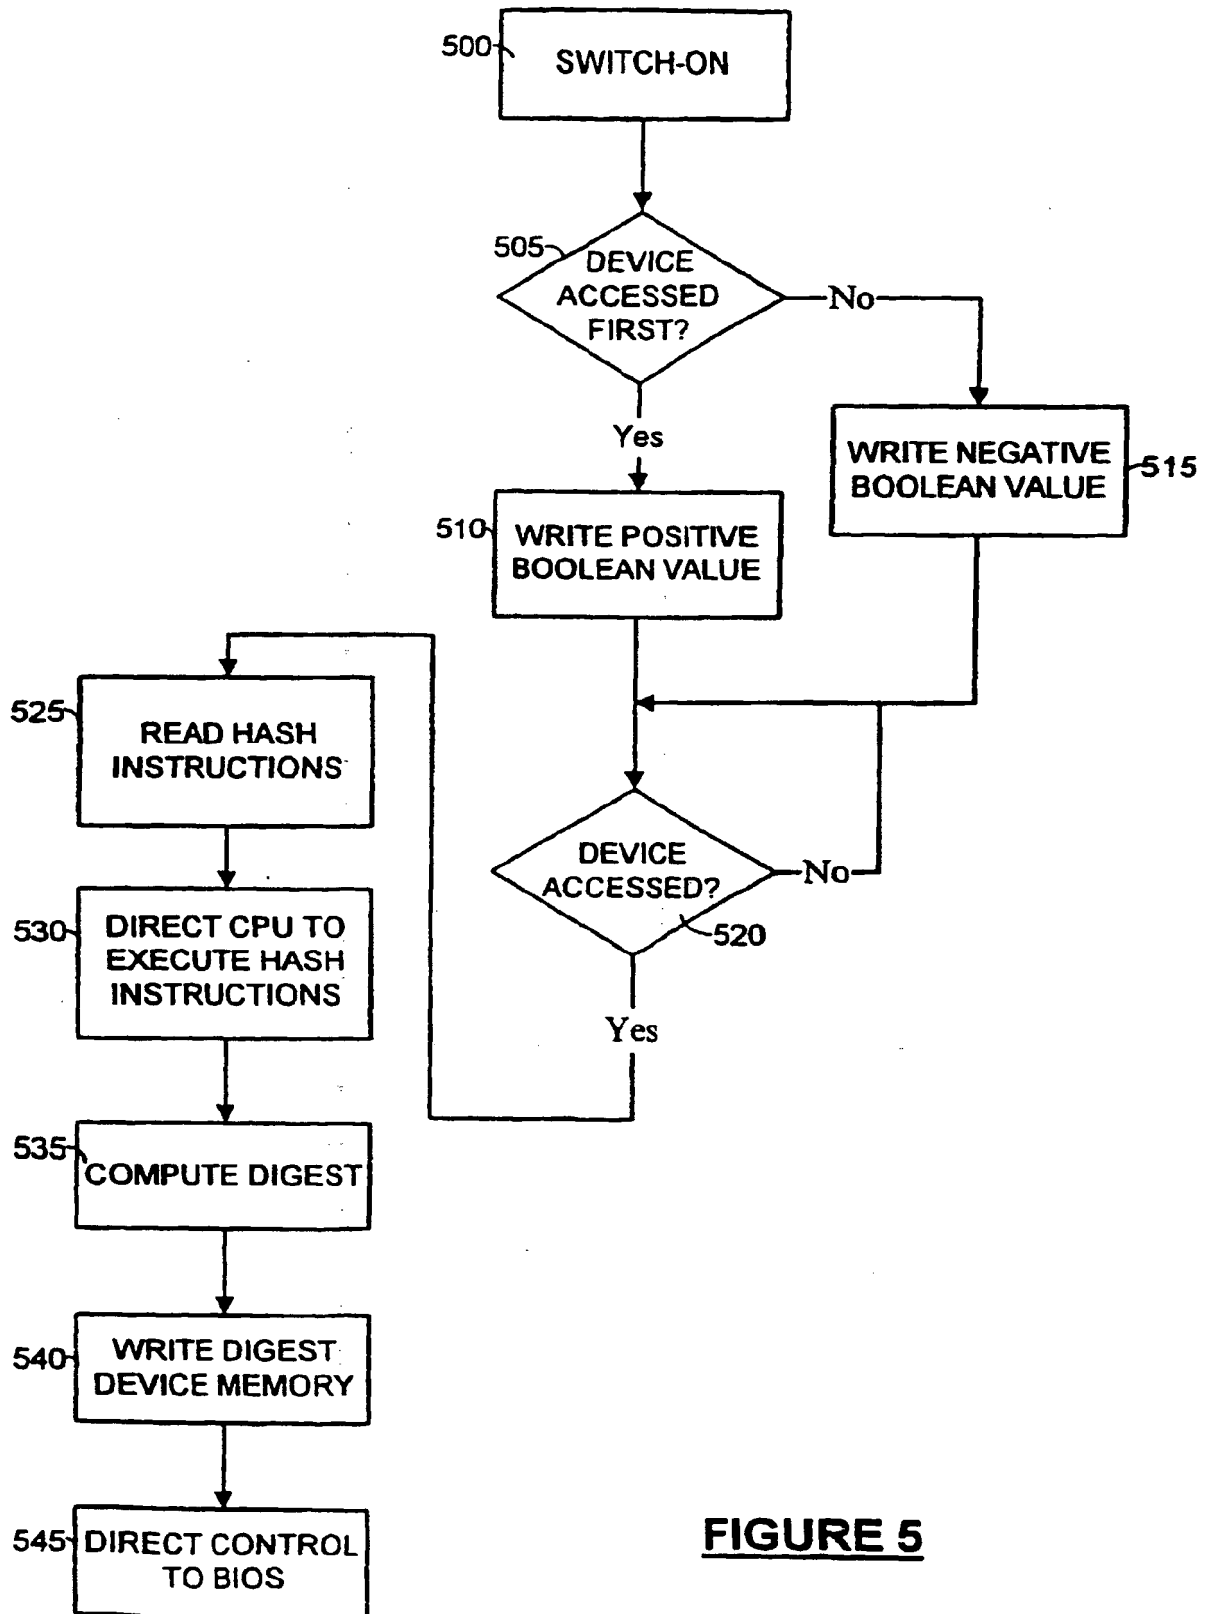 500
SWITCH-ON
505
DEVICE
ACCESSED
FIRST?
No
Yes
WRITE NEGATIVE
BOOLEAN VALUE
515
510
WRITE POSITIVE
BOOLEAN VALUE
525
READ HASH
INSTRUCTIONS
DEVICE
ACCESSED?
No
520
530
DIRECT CPU TO
EXECUTE HASH
INSTRUCTIONS
Yes
535
COMPUTE DIGEST
540
WRITE DIGEST
DEVICE MEMORY
545
DIRECT CONTROL
TO BIOS
FIGURE 5